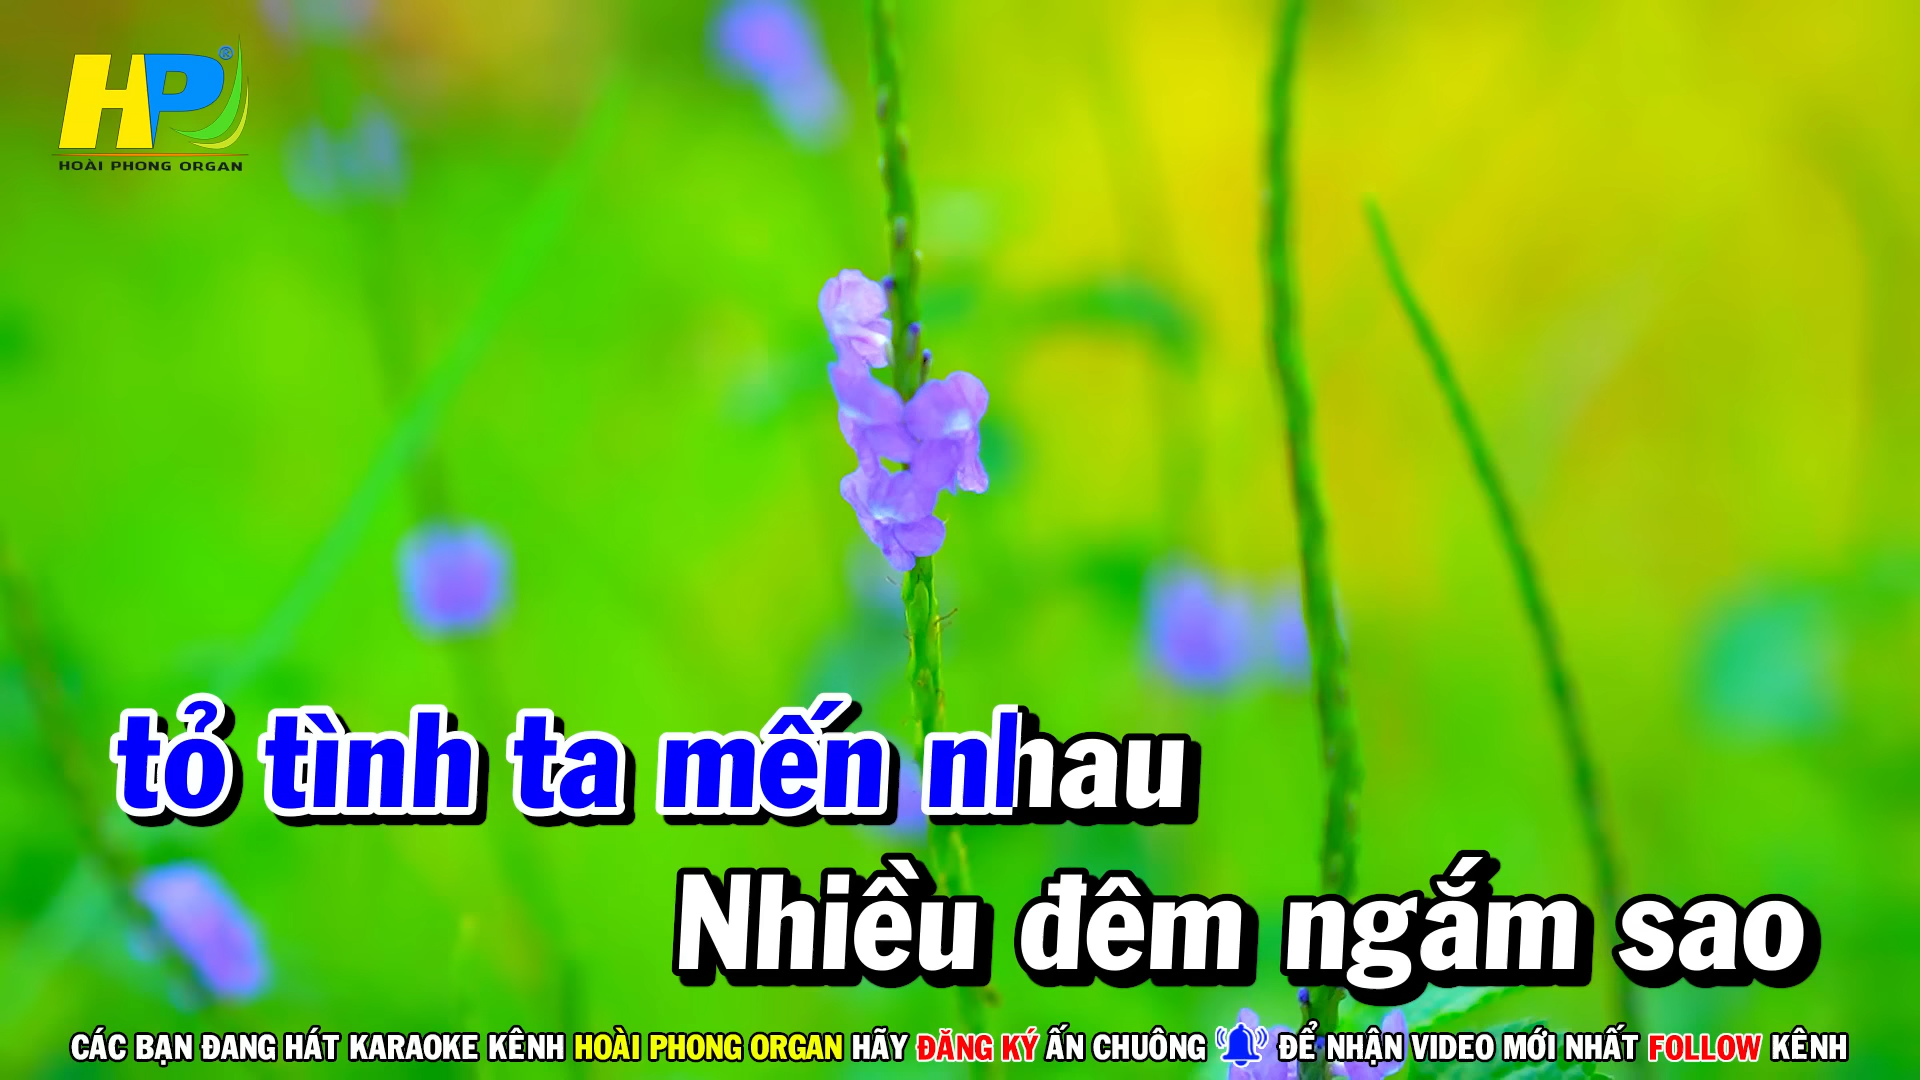 HP®
HOÀI PHONG ORGAN
tỏ tình ta mến nhau
Nhiều đêm ngắm sao
CÁC BẠN ĐANG HÁT KARAOKE KÊNH HOÀI PHONG ORGAN HÃY ĐĂNG KÝ ẤN CHUÔNG ĐỂ NHẬN VIDEO MỚI NHẤT FOLLOW KÊNH